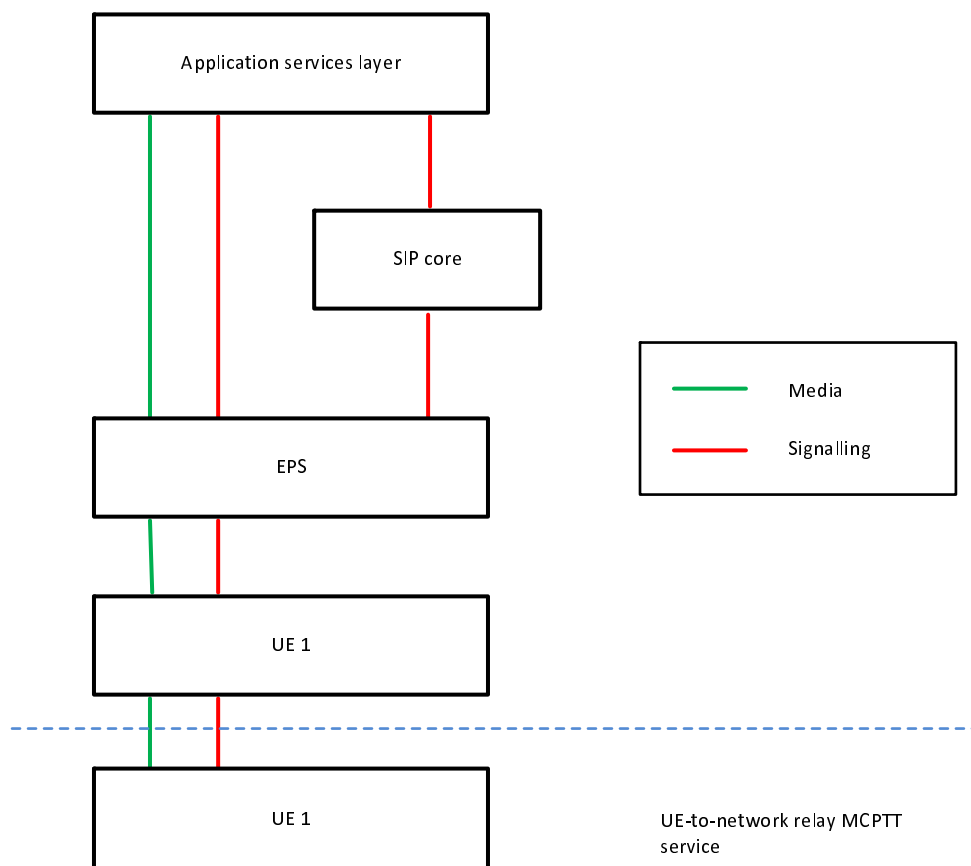 Application services layer
SIP core
Media
Signalling
EPS
UE 1
UE 1
UE-to-network relay MCPTT
service